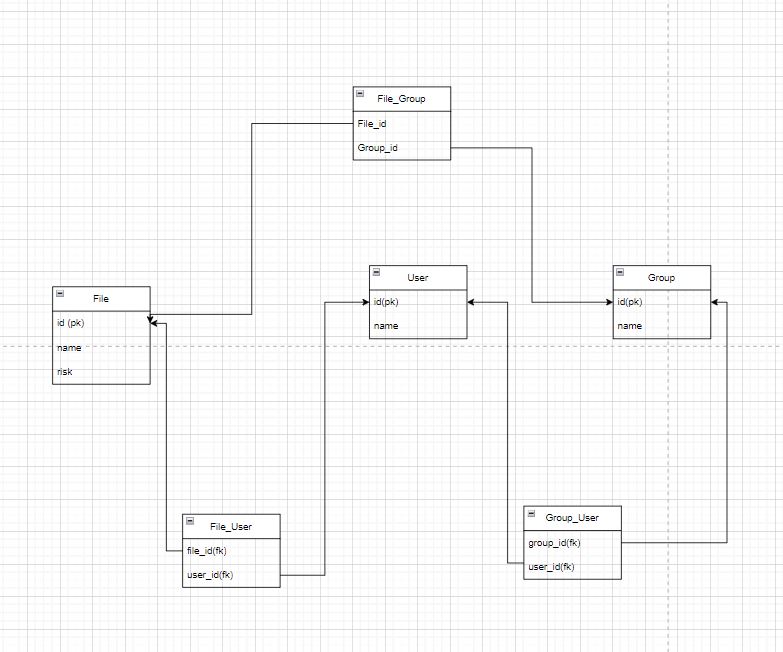 File_Group
File_id
Group_id
File
id (pk)
name
risk
User
id(pk)
name
Group
id(pk)
name
File_User
file_id(fk)
user_id(fk)
Group_User
group_id(fk)
user_id(fk)